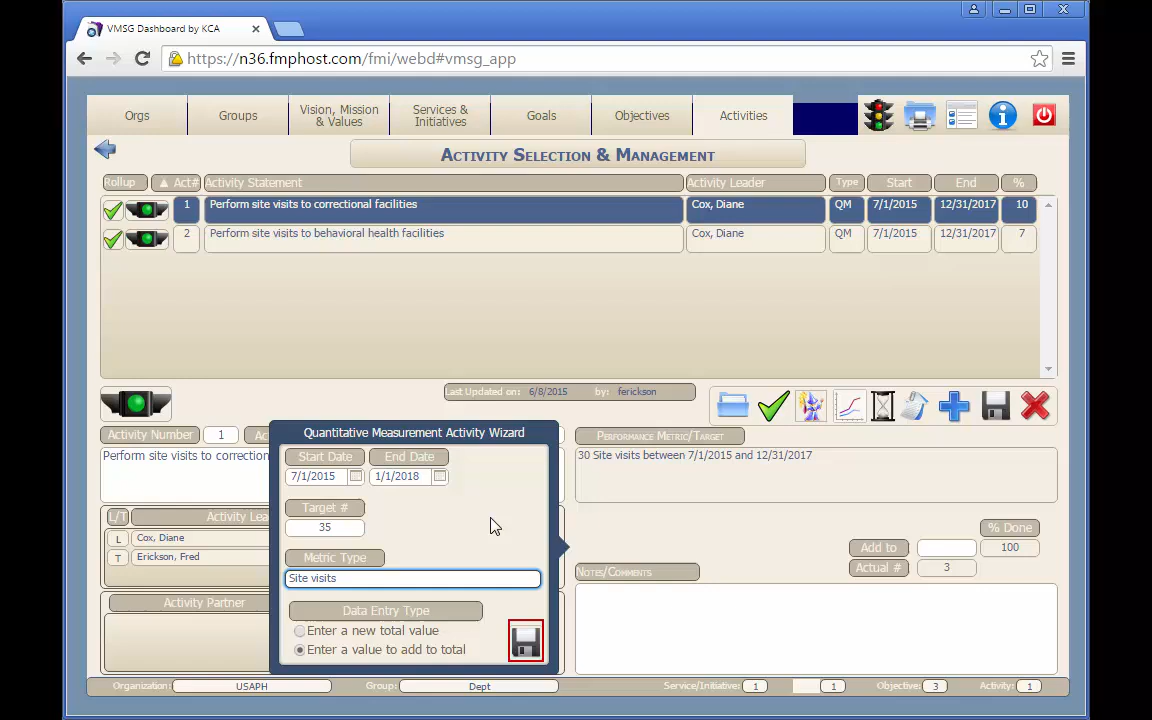 VMSG Dashboard by KCA
https://n36.fmphost.com/fmi/webd#vmsg_app
Orgs
Groups
Vision, Mission
& Values
Services &
Initiatives
Goals
Objectives
Activities
Activity Selection & Management
Rollup ▲ Act# Activity Statement Activity Leader Type Start End %
1 Perform site visits to correctional facilities Cox, Diane QM 7/1/2015 12/31/2017 10
2 Perform site visits to behavioral health facilities Cox, Diane QM 7/1/2015 12/31/2017 7
Last Updated on: 6/8/2015 by: ferickson
Activity Number 1 Ac
Perform site visits to correction
L/T Activity Lea
L Cox, Diane
T Erickson, Fred
Activity Partner
Quantitative Measurement Activity Wizard
Start Date End Date
7/1/2015 1/1/2018
Target #
35
Metric Type
Site visits
Data Entry Type
Enter a new total value
Enter a value to add to total
Performance Metric/Target
30 Site visits between 7/1/2015 and 12/31/2017
% Done
Add to 100
Actual # 3
Notes/Comments
Organization: USAPH Group: Dept Service/Initiative: 1 1 Objective: 3 Activity: 1